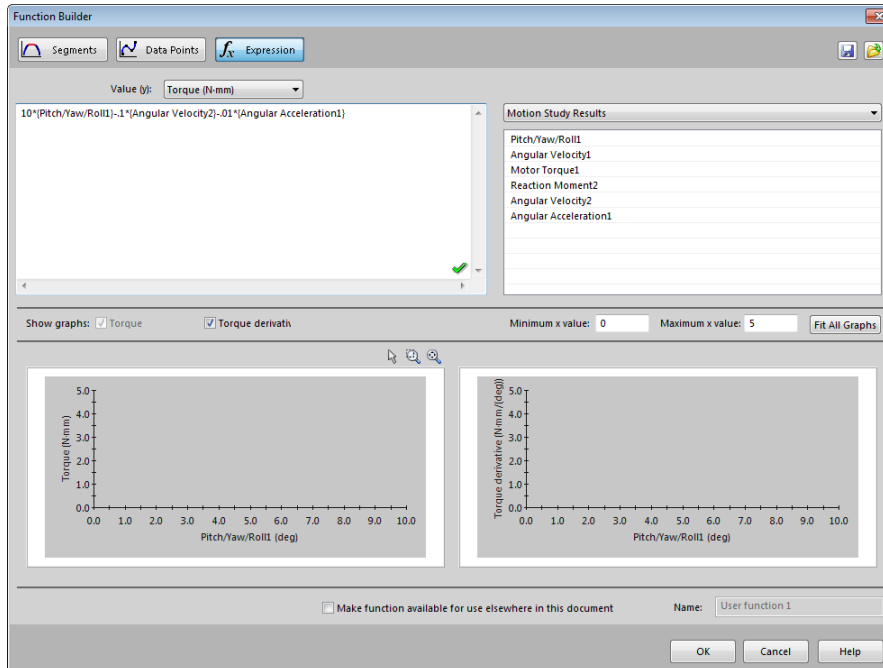 Function Builder
Segments
Data Points
fx Expression
Value (y): Torque (N-mm)
10*{Pitch/Yaw/Roll1}-.1*{Angular Velocity2}-.01*{Angular Acceleration1}
Motion Study Results
Pitch/Yaw/Roll1
Angular Velocity1
Motor Torque1
Reaction Moment2
Angular Velocity2
Angular Acceleration1
Show graphs: Torque Torque derivativ Minimum x value: 0 Maximum x value: 5 Fit All Graphs
Torque (N-mm)
5.0
4.0
3.0
2.0
1.0
0.0
0.0 1.0 2.0 3.0 4.0 5.0 6.0 7.0 8.0 9.0 10.0
Pitch/Yaw/Roll1 (deg)
Torque derivative (N-mm/(deg))
5.0
4.0
3.0
2.0
1.0
0.0
0.0 1.0 2.0 3.0 4.0 5.0 6.0 7.0 8.0 9.0 10.0
Pitch/Yaw/Roll1 (deg)
Make function available for use elsewhere in this document
Name: User function 1
OK Cancel Help